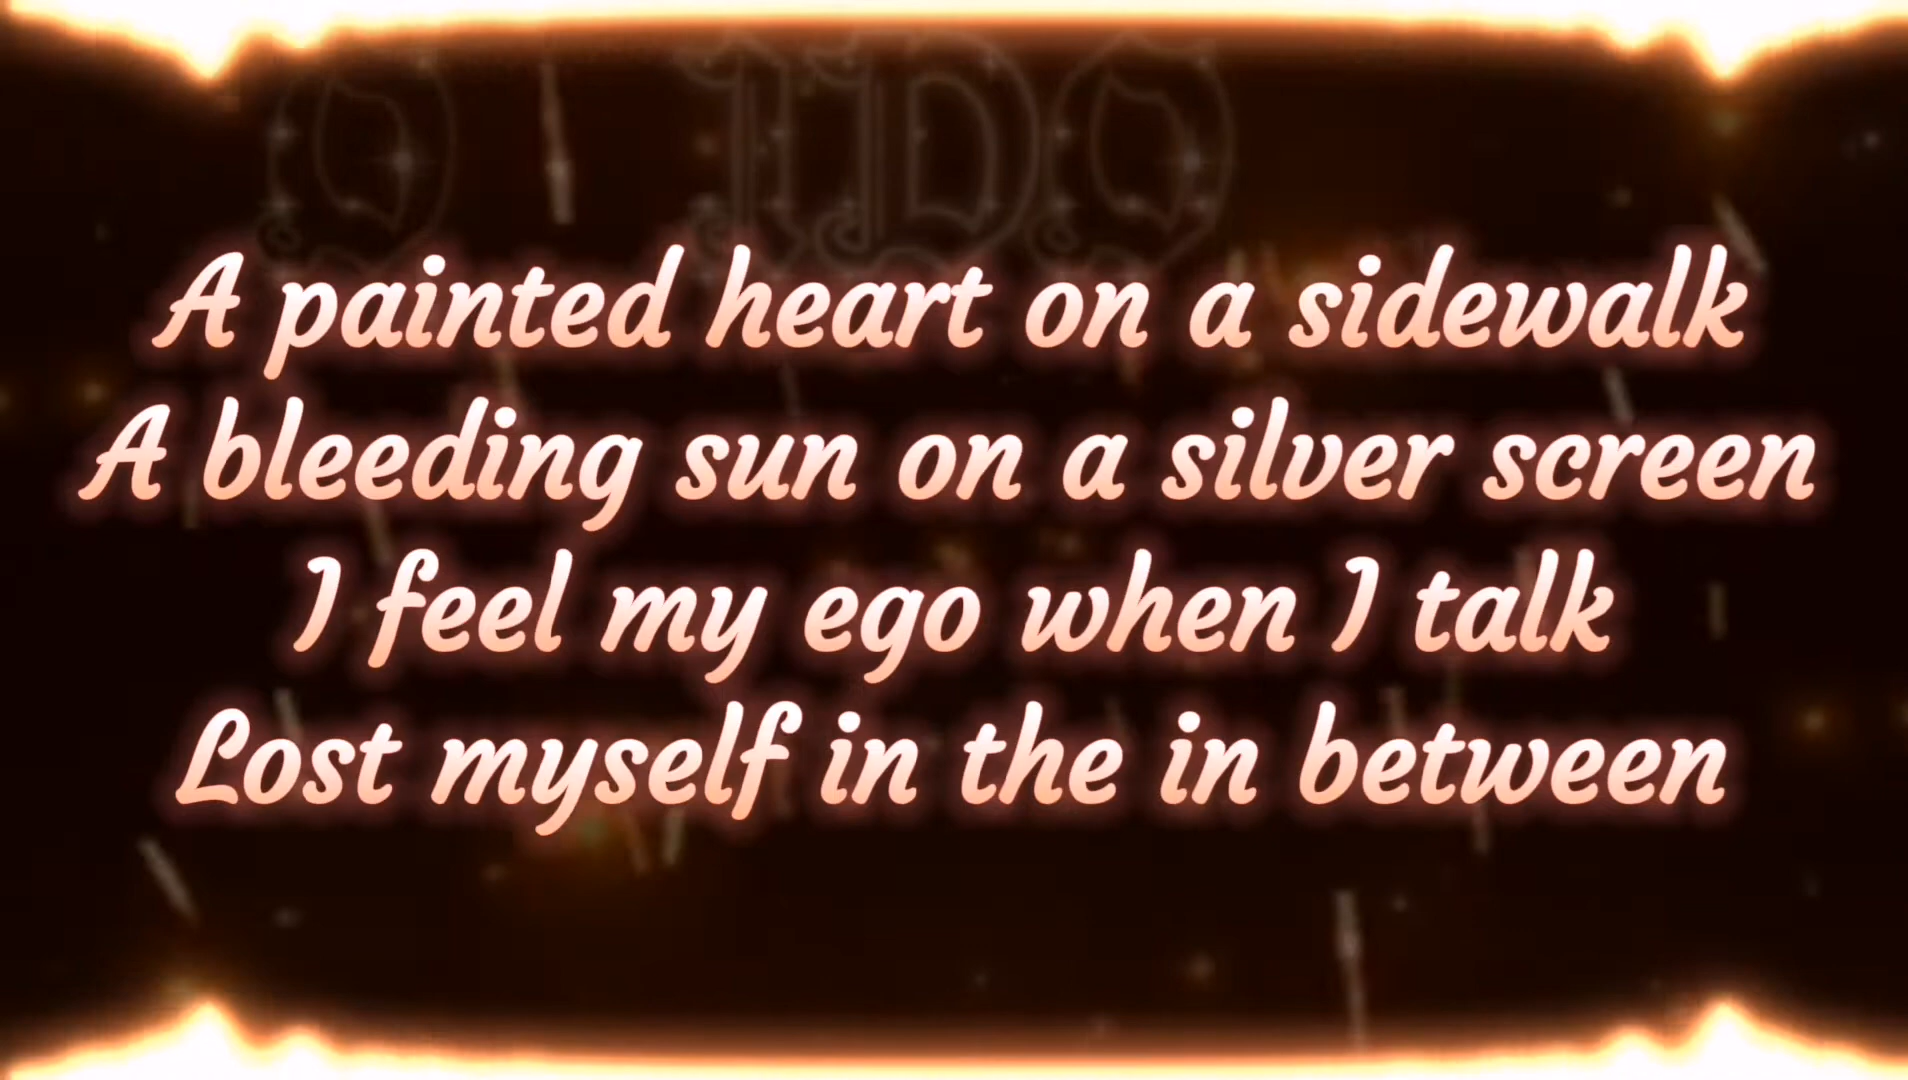 A painted heart on a sidewalk
A bleeding sun on a silver screen
I feel my ego when I talk
Lost myself in the in between